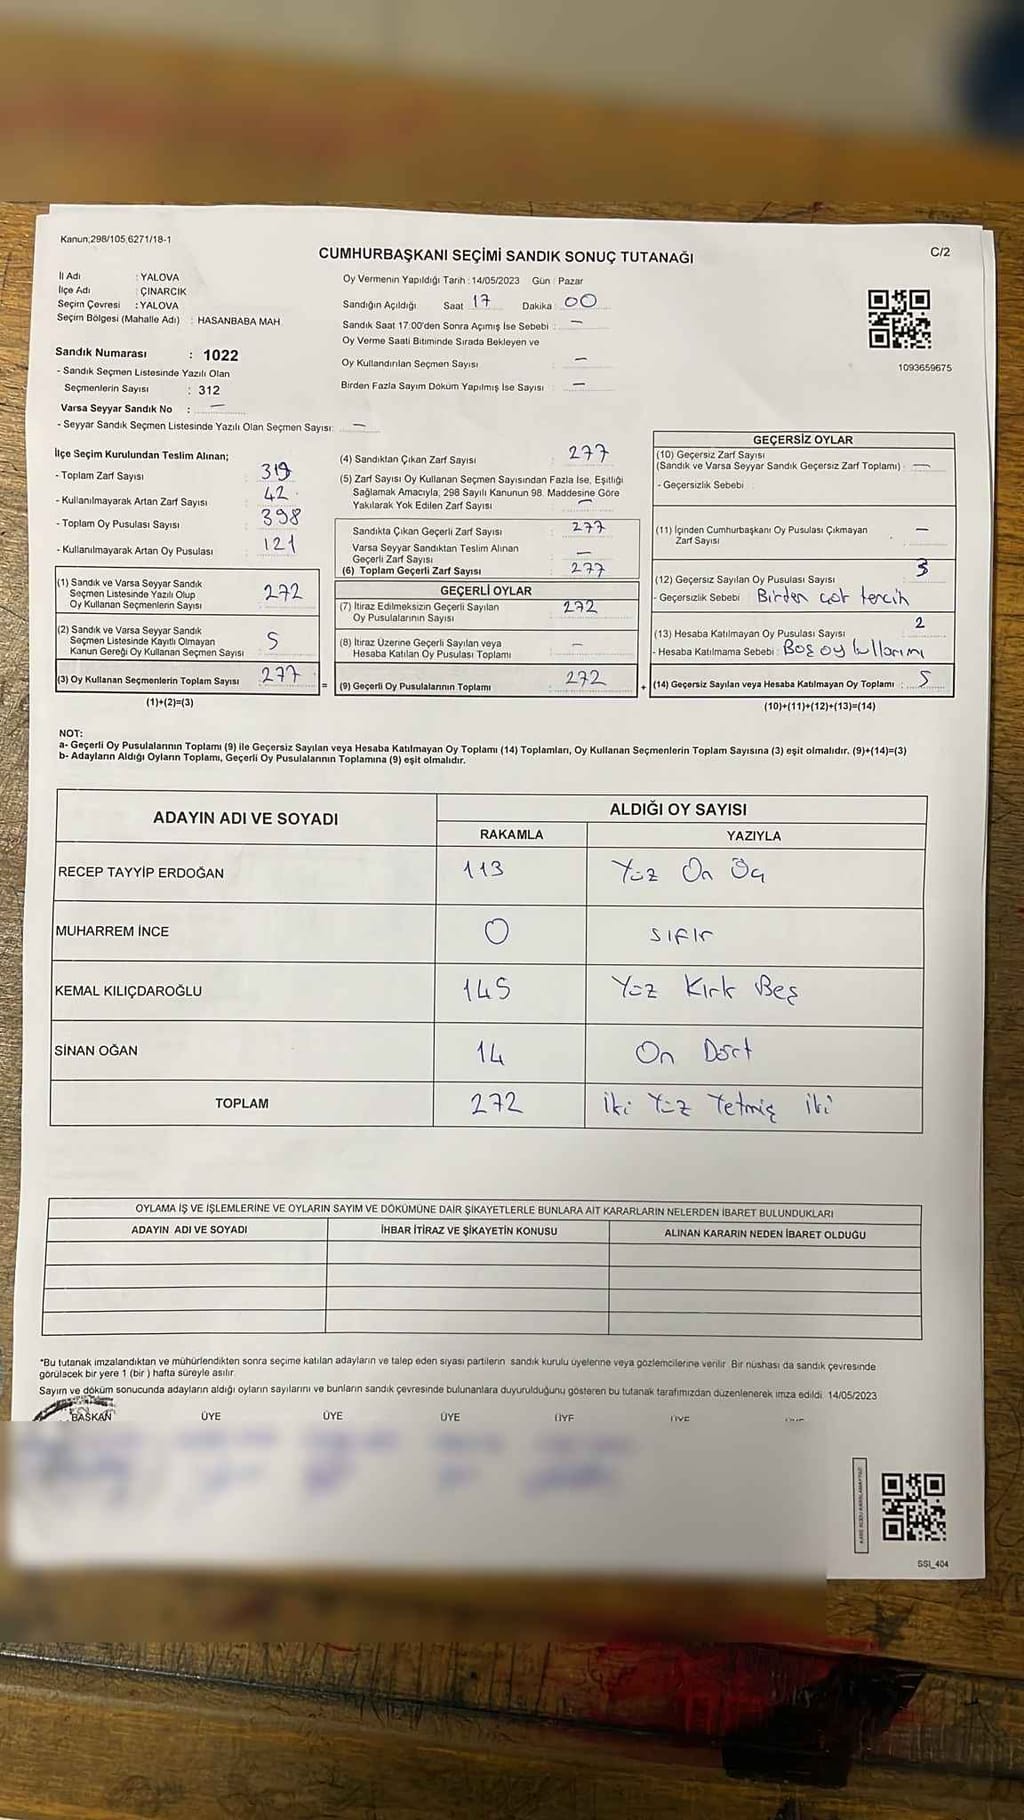 Kanun;298/105,6271/18-1
CUMHURBAŞKANI SEÇİMİ SANDIK SONUÇ TUTANAĞI
C/2
İl Adı : YALOVA
İlçe Adı : ÇINARCIK
Seçim Çevresi : YALOVA
Seçim Bölgesi (Mahalle Adı) : HASANBABA MAH.
Sandık Numarası : 1022
- Sandık Seçmen Listesinde Yazılı Olan
Seçmenlerin Sayısı : 312
Varsa Seyyar Sandık No : —
- Seyyar Sandık Seçmen Listesinde Yazılı Olan Seçmen Sayısı: —
Oy Vermenin Yapıldığı Tarih : 14/05/2023 Gün : Pazar
Sandığın Açıldığı Saat 17 Dakika : 00
Sandık Saat 17:00'den Sonra Açımış İse Sebebi : —
Oy Verme Saati Bitiminde Sırada Bekleyen ve
Oy Kullandırılan Seçmen Sayısı : —
Birden Fazla Sayım Döküm Yapılmış İse Sayısı : —
1093659675
İlçe Seçim Kurulundan Teslim Alınan;
- Toplam Zarf Sayısı : 319
- Kullanılmayarak Artan Zarf Sayısı : 42
- Toplam Oy Pusulası Sayısı : 398
- Kullanılmayarak Artan Oy Pusulası : 121
(1) Sandık ve Varsa Seyyar Sandık
Seçmen Listesinde Yazılı Olup
Oy Kullanan Seçmenlerin Sayısı : 272
(2) Sandık ve Varsa Seyyar Sandık
Seçmen Listesinde Kayıtlı Olmayan
Kanun Gereği Oy Kullanan Seçmen Sayısı : 5
(3) Oy Kullanan Seçmenlerin Toplam Sayısı : 277
(1)+(2)=(3)
(4) Sandıktan Çıkan Zarf Sayısı : 277
(5) Zarf Sayısı Oy Kullanan Seçmen Sayısından Fazla İse, Eşitliği
Sağlamak Amacıyla, 298 Sayılı Kanunun 98. Maddesine Göre
Yakılarak Yok Edilen Zarf Sayısı : —
Sandıkta Çıkan Geçerli Zarf Sayısı : 277
Varsa Seyyar Sandıktan Teslim Alınan
Geçerli Zarf Sayısı : —
(6) Toplam Geçerli Zarf Sayısı : 277
GEÇERLİ OYLAR
(7) İtiraz Edilmeksizin Geçerli Sayılan
Oy Pusulalarının Sayısı : 272
(8) İtiraz Üzerine Geçerli Sayılan veya
Hesaba Katılan Oy Pusulası Toplamı : —
= (9) Geçerli Oy Pusulalarının Toplamı : 272
GEÇERSİZ OYLAR
(10) Geçersiz Zarf Sayısı
(Sandık ve Varsa Seyyar Sandık Geçersiz Zarf Toplamı) : —
- Geçersizlik Sebebi :
(11) İçinden Cumhurbaşkanı Oy Pusulası Çıkmayan
Zarf Sayısı : —
(12) Geçersiz Sayılan Oy Pusulası Sayısı : 3
- Geçersizlik Sebebi : Birden çok tercih
(13) Hesaba Katılmayan Oy Pusulası Sayısı : 2
- Hesaba Katılmama Sebebi : Boş oy kullanımı
+ (14) Geçersiz Sayılan veya Hesaba Katılmayan Oy Toplamı : 5
(10)+(11)+(12)+(13)=(14)
NOT:
a- Geçerli Oy Pusulalarının Toplamı (9) ile Geçersiz Sayılan veya Hesaba Katılmayan Oy Toplamı (14) Toplamları, Oy Kullanan Seçmenlerin Toplam Sayısına (3) eşit olmalıdır. (9)+(14)=(3)
b- Adayların Aldığı Oyların Toplamı, Geçerli Oy Pusulalarının Toplamına (9) eşit olmalıdır.
ADAYIN ADI VE SOYADI
ALDIĞI OY SAYISI
RAKAMLA YAZIYLA
RECEP TAYYİP ERDOĞAN 113 Yüz On Üç
MUHARREM İNCE 0 sıfır
KEMAL KILIÇDAROĞLU 145 Yüz Kırk Beş
SİNAN OĞAN 14 On Dört
TOPLAM 272 İki Yüz Yetmiş iki
OYLAMA İŞ VE İŞLEMLERİNE VE OYLARIN SAYIM VE DÖKÜMÜNE DAİR ŞİKAYETLERLE BUNLARA AİT KARARLARIN NELERDEN İBARET BULUNDUKLARI
ADAYIN ADI VE SOYADI İHBAR İTİRAZ VE ŞİKAYETİN KONUSU ALINAN KARARIN NEDEN İBARET OLDUĞU
*Bu tutanak imzalandıktan ve mühürlendikten sonra seçime katılan adayların ve talep eden siyasi partilerin sandık kurulu üyelerine veya gözlemcilerine verilir. Bir nüshası da sandık çevresinde
görülecek bir yere 1 (bir ) hafta süreyle asılır.
Sayım ve döküm sonucunda adayların aldığı oyların sayılarını ve bunların sandık çevresinde bulunanlara duyurulduğunu gösteren bu tutanak tarafımızdan düzenlenerek imza edildi. 14/05/2023
BAŞKAN ÜYE ÜYE ÜYE ÜYE ÜYE
SSI_404